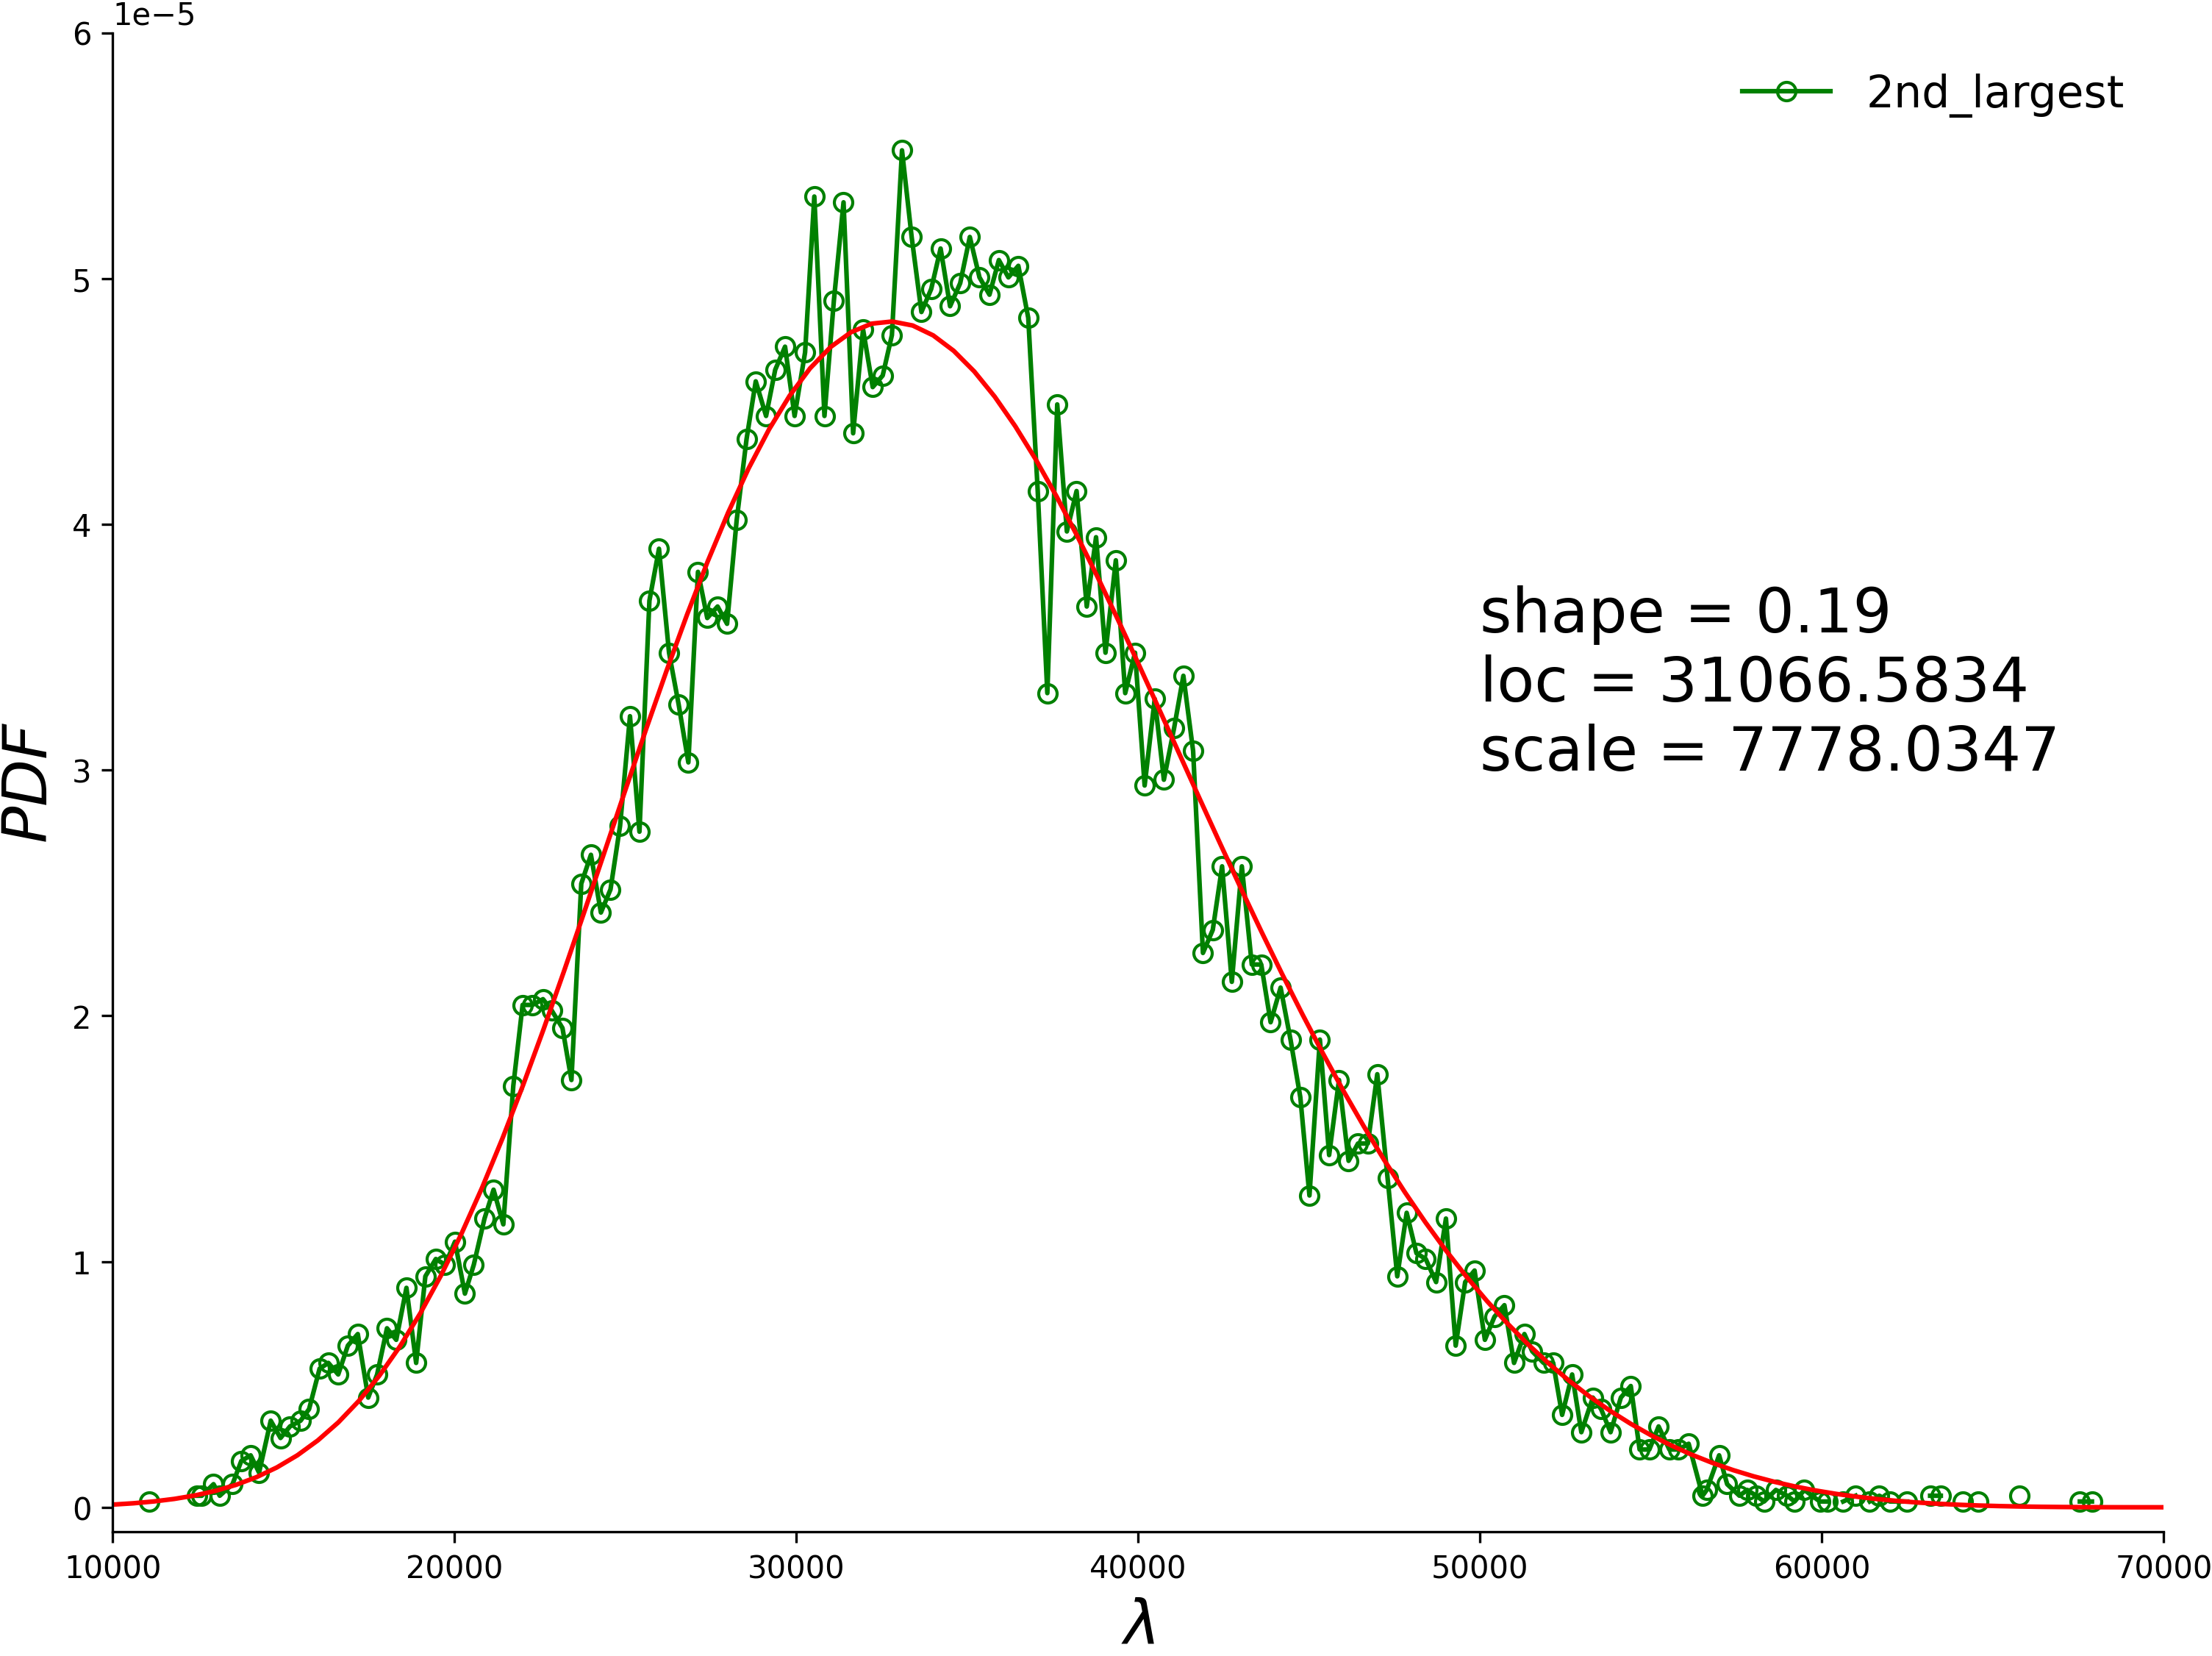 1e−5
6
5
4
3
2
1
0
PDF
2nd_largest
shape = 0.19
loc = 31066.5834
scale = 7778.0347
10000 20000 30000 40000 50000 60000 70000
λ